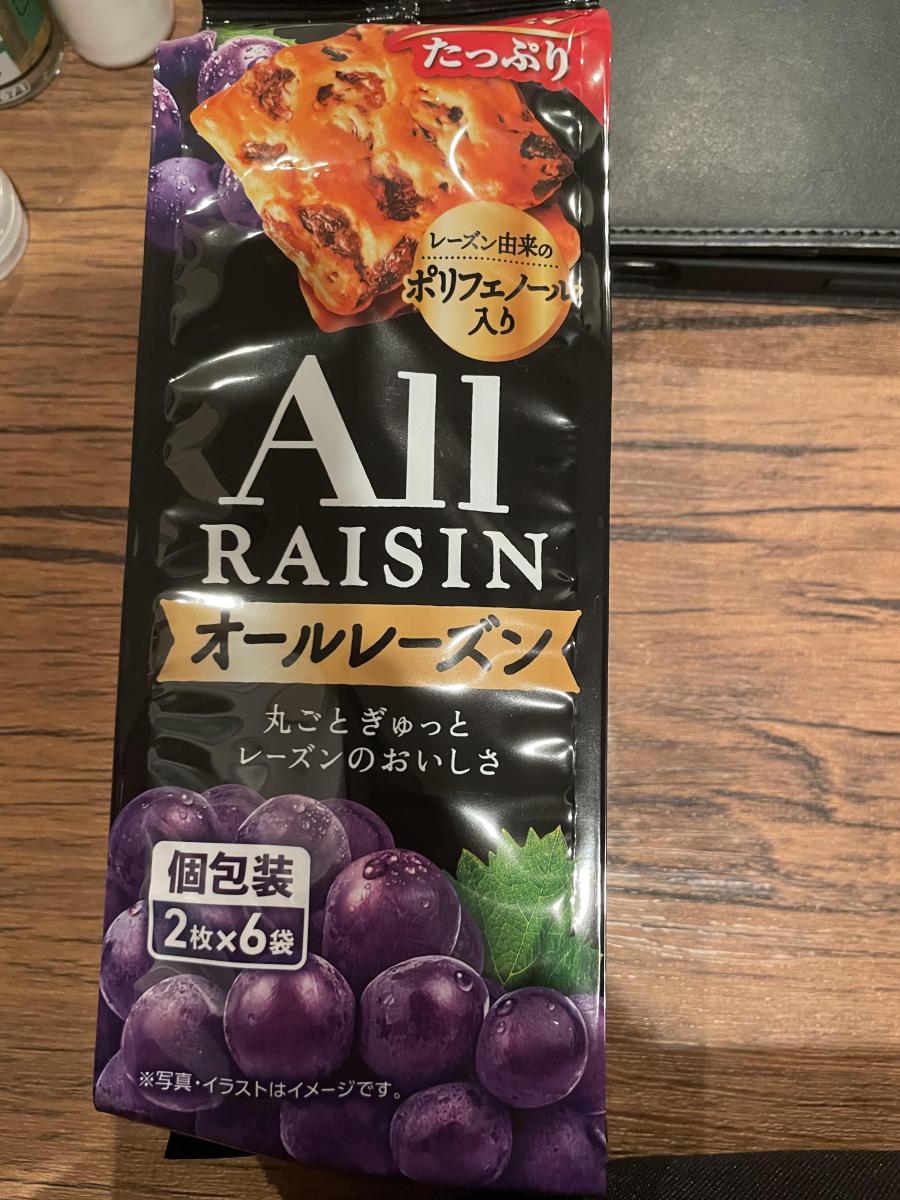 たっぷり
レーズン由来の
ポリフェノール
入り
All
RAISIN
オールレーズン
丸ごとぎゅっと
レーズンのおいしさ
個包装
2枚×6袋
※写真・イラストはイメージです。